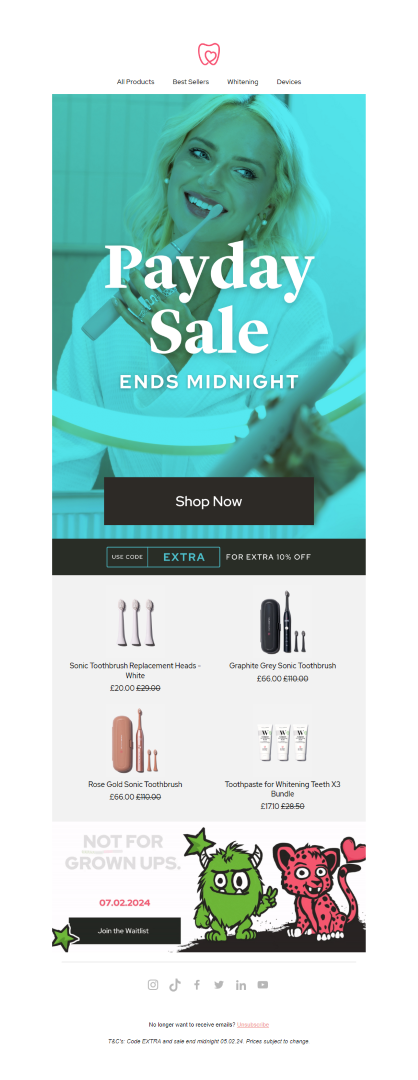 All Products Best Sellers Whitening Devices
Payday
Sale
ENDS MIDNIGHT
Shop Now
USE CODE EXTRA FOR EXTRA 10% OFF
Sonic Toothbrush Replacement Heads -
White
£20.00 £29.00
Graphite Grey Sonic Toothbrush
£66.00 £110.00
Rose Gold Sonic Toothbrush
£66.00 £110.00
Toothpaste for Whitening Teeth X3
Bundle
£17.10 £28.50
NOT FOR
GROWN UPS.
07.02.2024
Join the Waitlist
No longer want to receive emails? Unsubscribe
T&C's: Code EXTRA and sale end midnight 05.02.24. Prices subject to change.